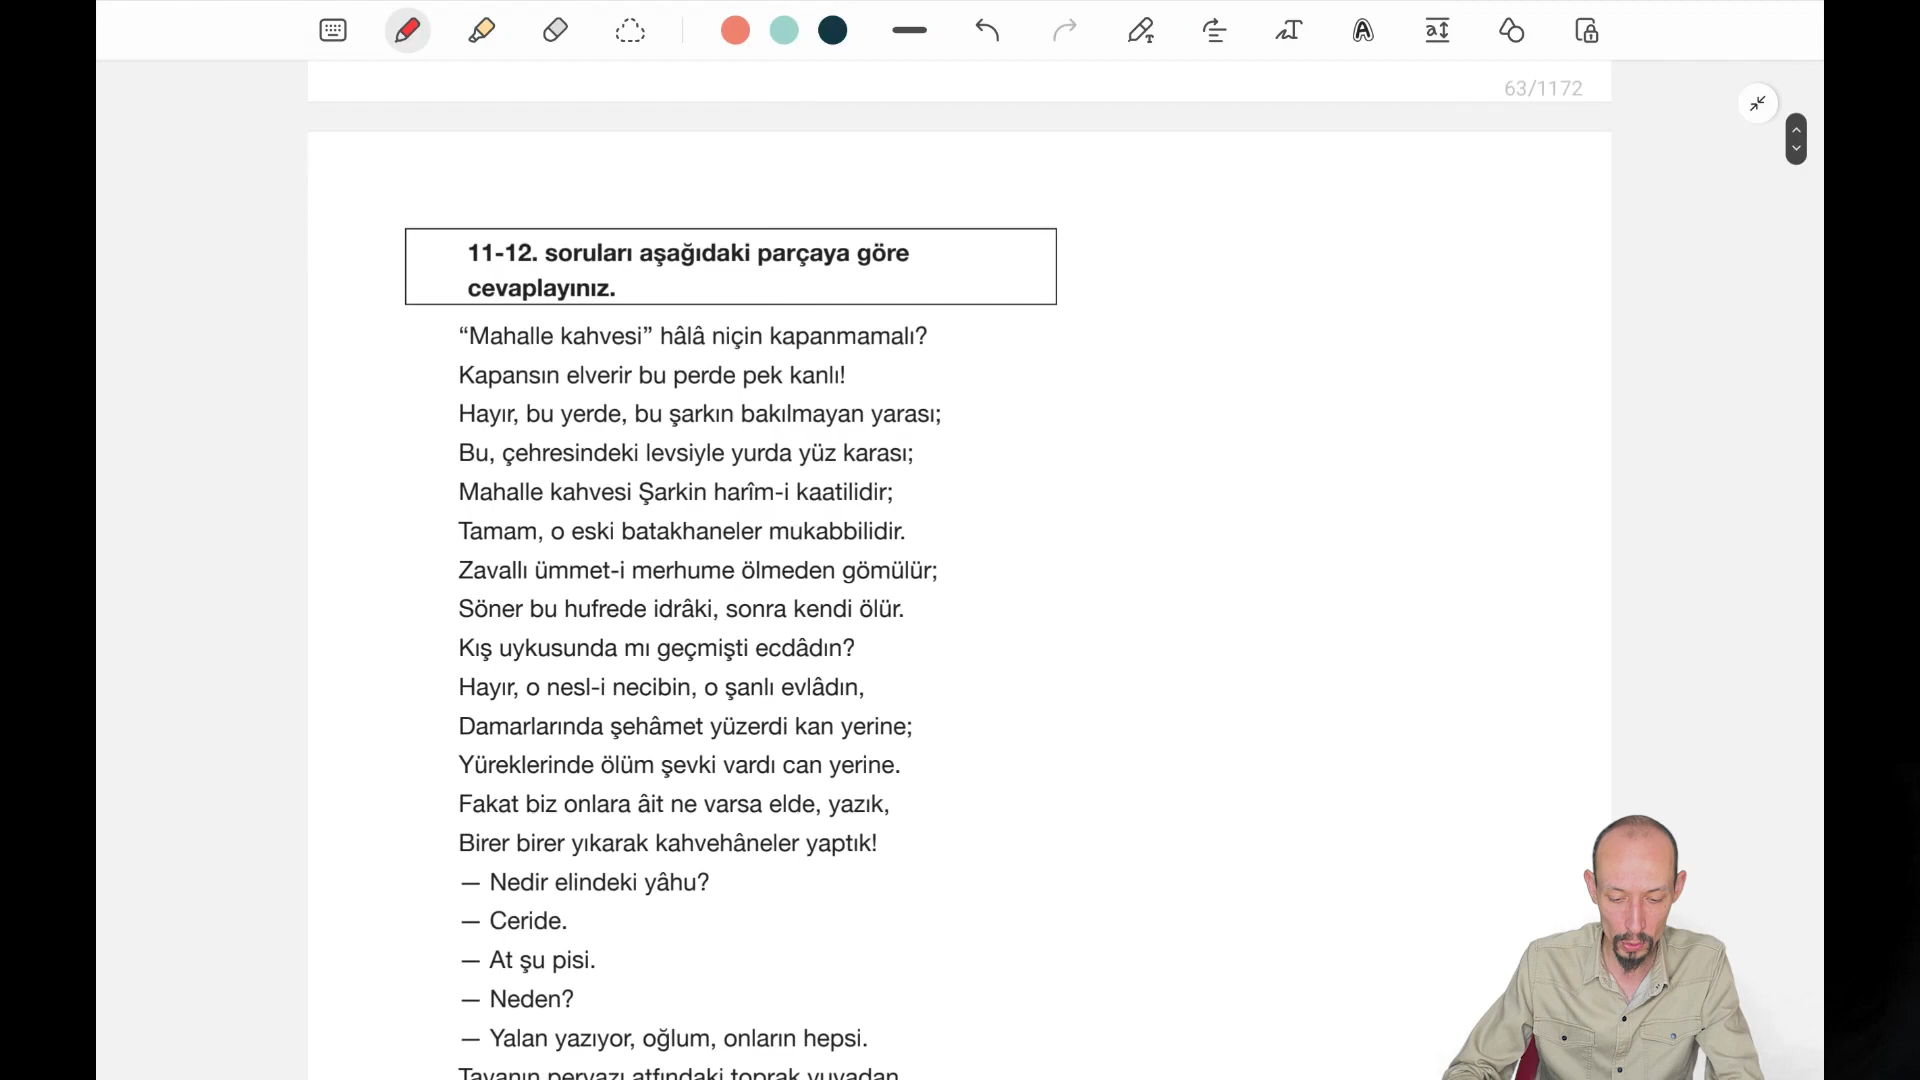 63/1172
11-12. soruları aşağıdaki parçaya göre
cevaplayınız.
“Mahalle kahvesi” hâlâ niçin kapanmamalı?
Kapansın elverir bu perde pek kanlı!
Hayır, bu yerde, bu şarkın bakılmayan yarası;
Bu, çehresindeki levsiyle yurda yüz karası;
Mahalle kahvesi Şarkin harîm-i kaatilidir;
Tamam, o eski batakhaneler mukabbilidir.
Zavallı ümmet-i merhume ölmeden gömülür;
Söner bu hufrede idrâki, sonra kendi ölür.
Kış uykusunda mı geçmişti ecdâdın?
Hayır, o nesl-i necibin, o şanlı evlâdın,
Damarlarında şehâmet yüzerdi kan yerine;
Yüreklerinde ölüm şevki vardı can yerine.
Fakat biz onlara âit ne varsa elde, yazık,
Birer birer yıkarak kahvehâneler yaptık!
— Nedir elindeki yâhu?
— Ceride.
— At şu pisi.
— Neden?
— Yalan yazıyor, oğlum, onların hepsi.
Tavanın pervazı altındaki toprak yuvadan